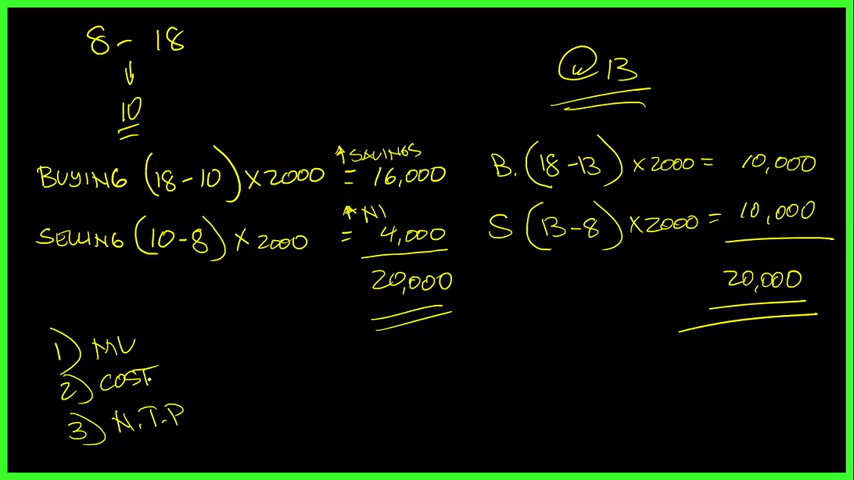 8 - 18
↓
10
BUYING (18-10) × 2000 = 16,000
↑ SAVINGS
SELLING (10-8) × 2000 = 4,000
↑ NI
20,000
@ 13
B. (18-13) × 2000 = 10,000
S (13-8) × 2000 = 10,000
20,000
1) MV
2) COST.
3) N.T.P